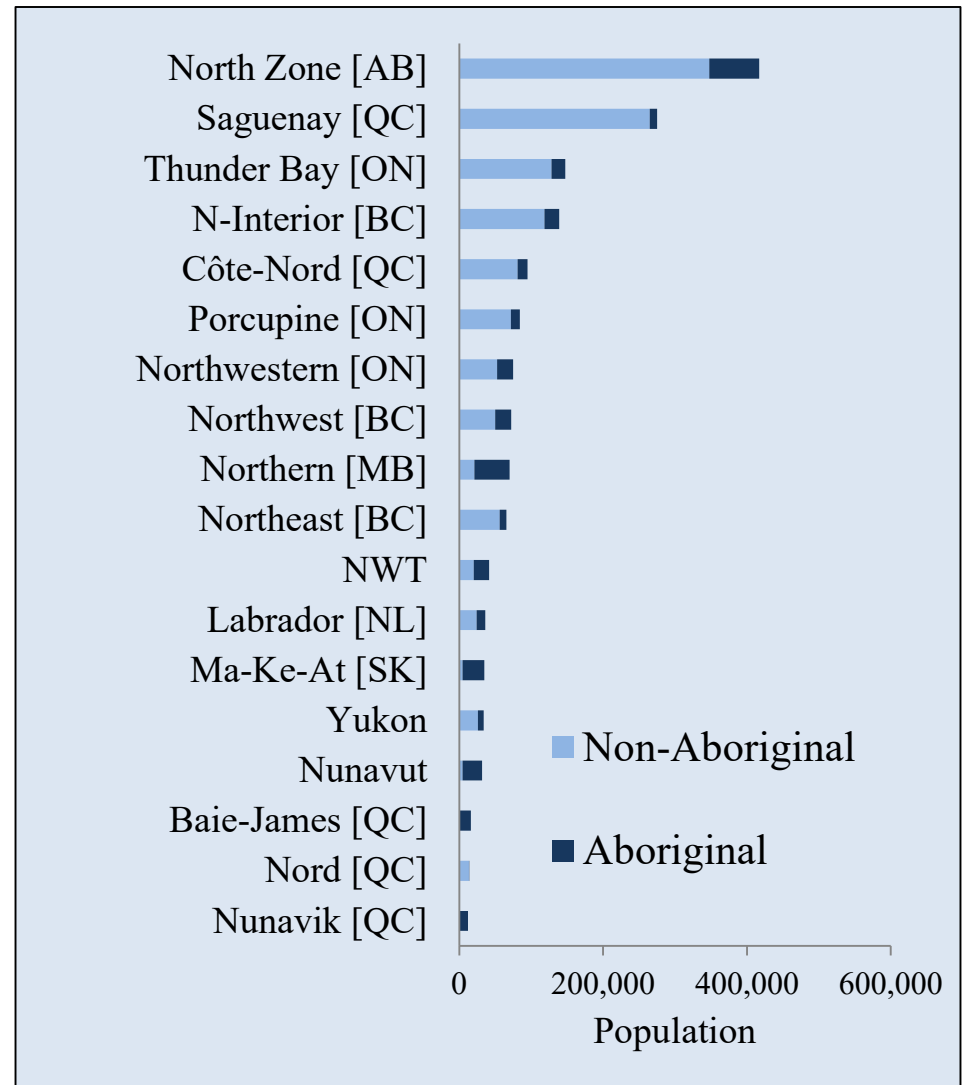 North Zone [AB]
Saguenay [QC]
Thunder Bay [ON]
N-Interior [BC]
Côte-Nord [QC]
Porcupine [ON]
Northwestern [ON]
Northwest [BC]
Northern [MB]
Northeast [BC]
NWT
Labrador [NL]
Ma-Ke-At [SK]
Yukon
Nunavut
Baie-James [QC]
Nord [QC]
Nunavik [QC]
Non-Aboriginal
Aboriginal
0 200,000 400,000 600,000
Population